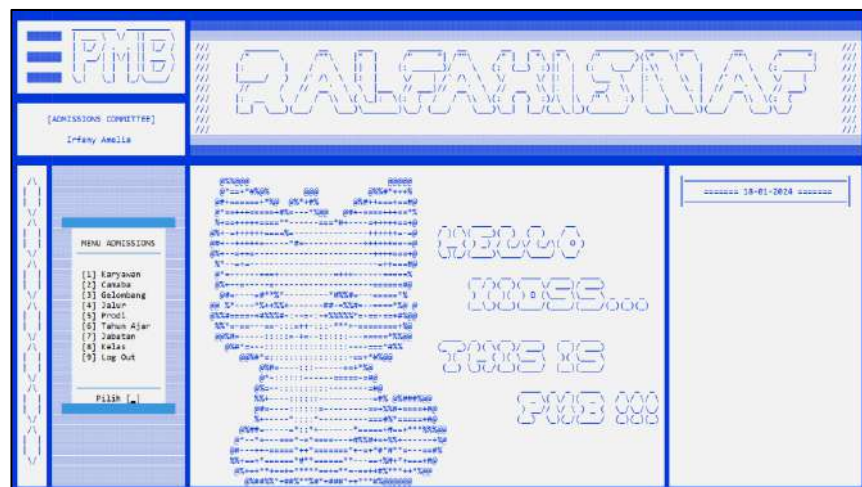 PMB
RALFAHISNAF
[ADMISSIONS COMMITTEE]
Irfany Amelia
======= 18-01-2024 =======
MENU ADMISSIONS
[1] Karyawan
[2] Camaba
[3] Gelombang
[4] Jalur
[5] Prodi
[6] Tahun Ajar
[7] Jabatan
[8] Kelas
[9] Log Out
Pilih [_]
HELLO
THIS IS
PMB !!!